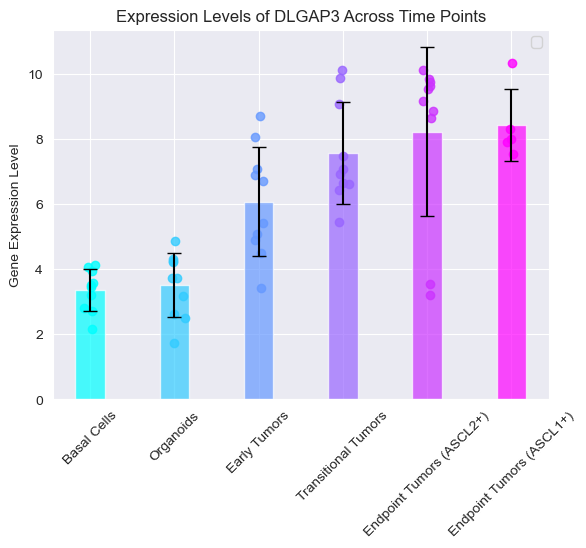 Expression Levels of DLGAP3 Across Time Points
Gene Expression Level
10
8
6
4
2
0
Basal Cells
Organoids
Early Tumors
Transitional Tumors
Endpoint Tumors (ASCL2+)
Endpoint Tumors (ASCL1+)